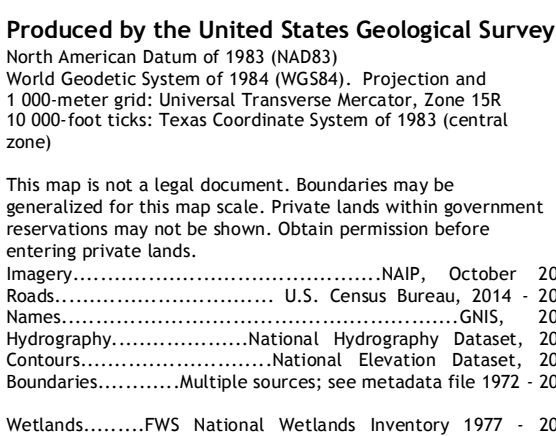 Produced by the United States Geological Survey
North American Datum of 1983 (NAD83)
World Geodetic System of 1984 (WGS84). Projection and
1 000-meter grid: Universal Transverse Mercator, Zone 15R
10 000-foot ticks: Texas Coordinate System of 1983 (central
zone)
This map is not a legal document. Boundaries may be
generalized for this map scale. Private lands within government
reservations may not be shown. Obtain permission before
entering private lands.
Imagery..........................................NAIP, October 20
Roads............................... U.S. Census Bureau, 2014 - 20
Names......................................................GNIS, 20
Hydrography...................National Hydrography Dataset, 20
Contours..........................National Elevation Dataset, 20
Boundaries............Multiple sources; see metadata file 1972 - 20
Wetlands.........FWS National Wetlands Inventory 1977 - 20